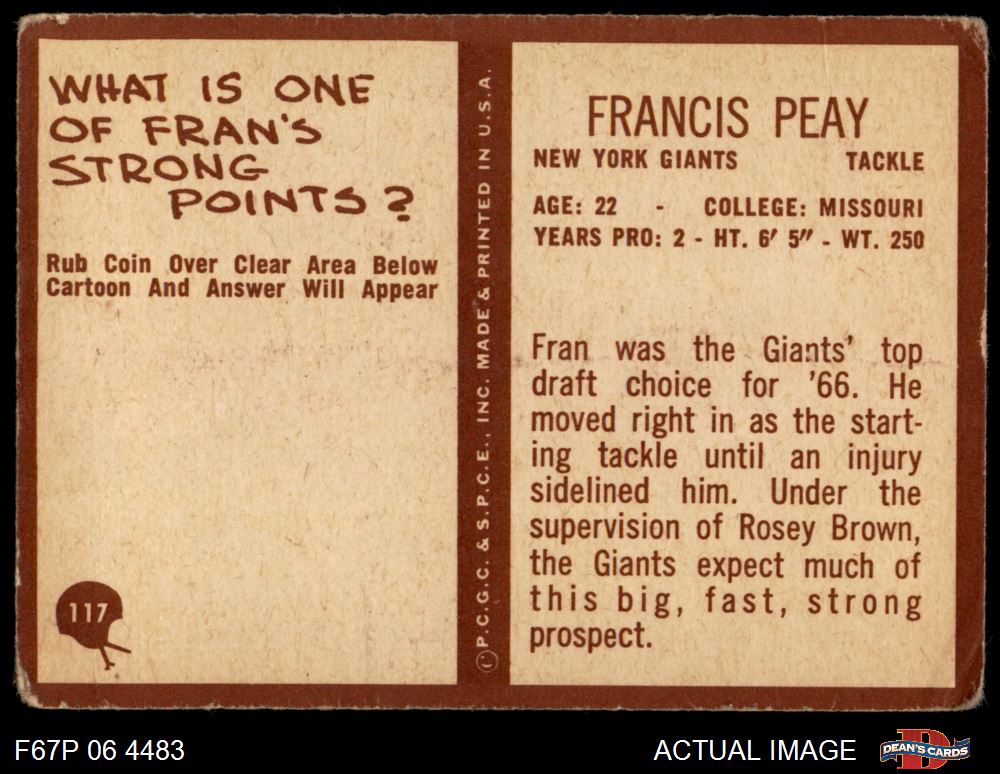 WHAT IS ONE
OF FRAN'S
STRONG
POINTS?
Rub Coin Over Clear Area Below
Cartoon And Answer Will Appear
117
©P.C.G.C. & S.P.C.E., INC. MADE & PRINTED IN U.S.A.
FRANCIS PEAY
NEW YORK GIANTS TACKLE
AGE: 22 - COLLEGE: MISSOURI
YEARS PRO: 2 - HT. 6' 5" - WT. 250
Fran was the Giants' top
draft choice for '66. He
moved right in as the start-
ing tackle until an injury
sidelined him. Under the
supervision of Rosey Brown,
the Giants expect much of
this big, fast, strong
prospect.
F67P 06 4483
ACTUAL IMAGE
DEAN'S CARDS